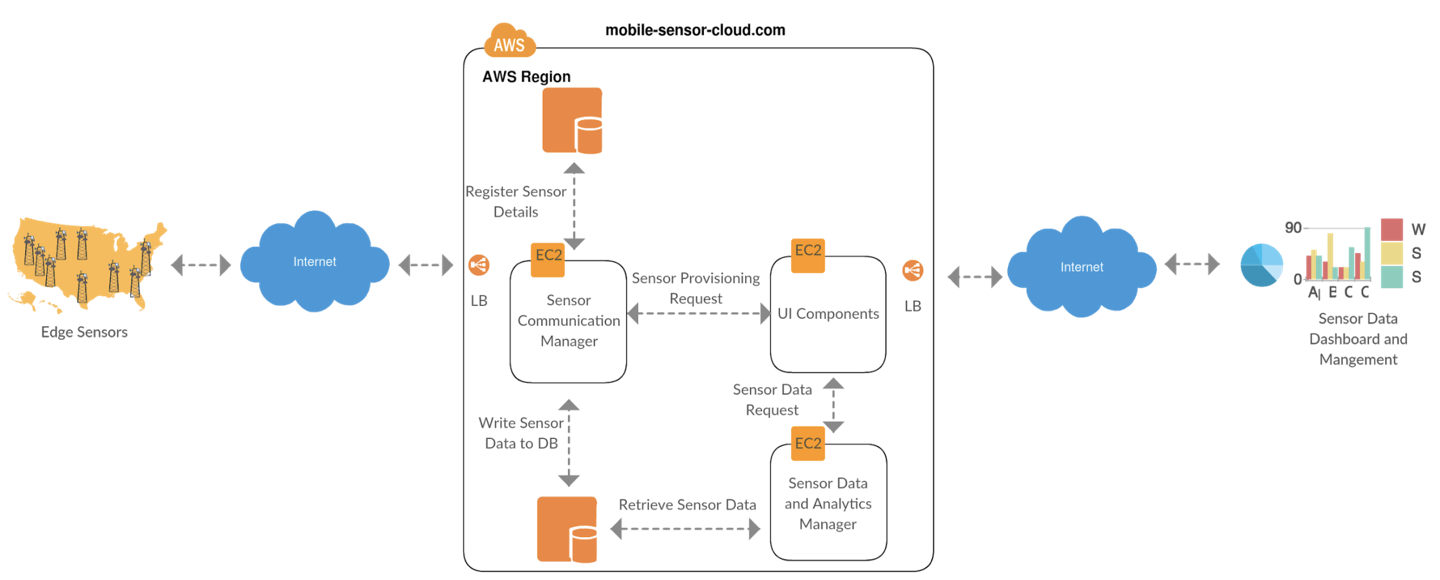 mobile-sensor-cloud.com
AWS
AWS Region
Register Sensor
Details
EC2
Sensor
Communication
Manager
Sensor Provisioning
Request
EC2
UI Components
LB
LB
Internet
Edge Sensors
Internet
90
0
A| E C C
W
S
S
Sensor Data
Dashboard and
Mangement
Write Sensor
Data to DB
Sensor Data
Request
EC2
Sensor Data
and Analytics
Manager
Retrieve Sensor Data